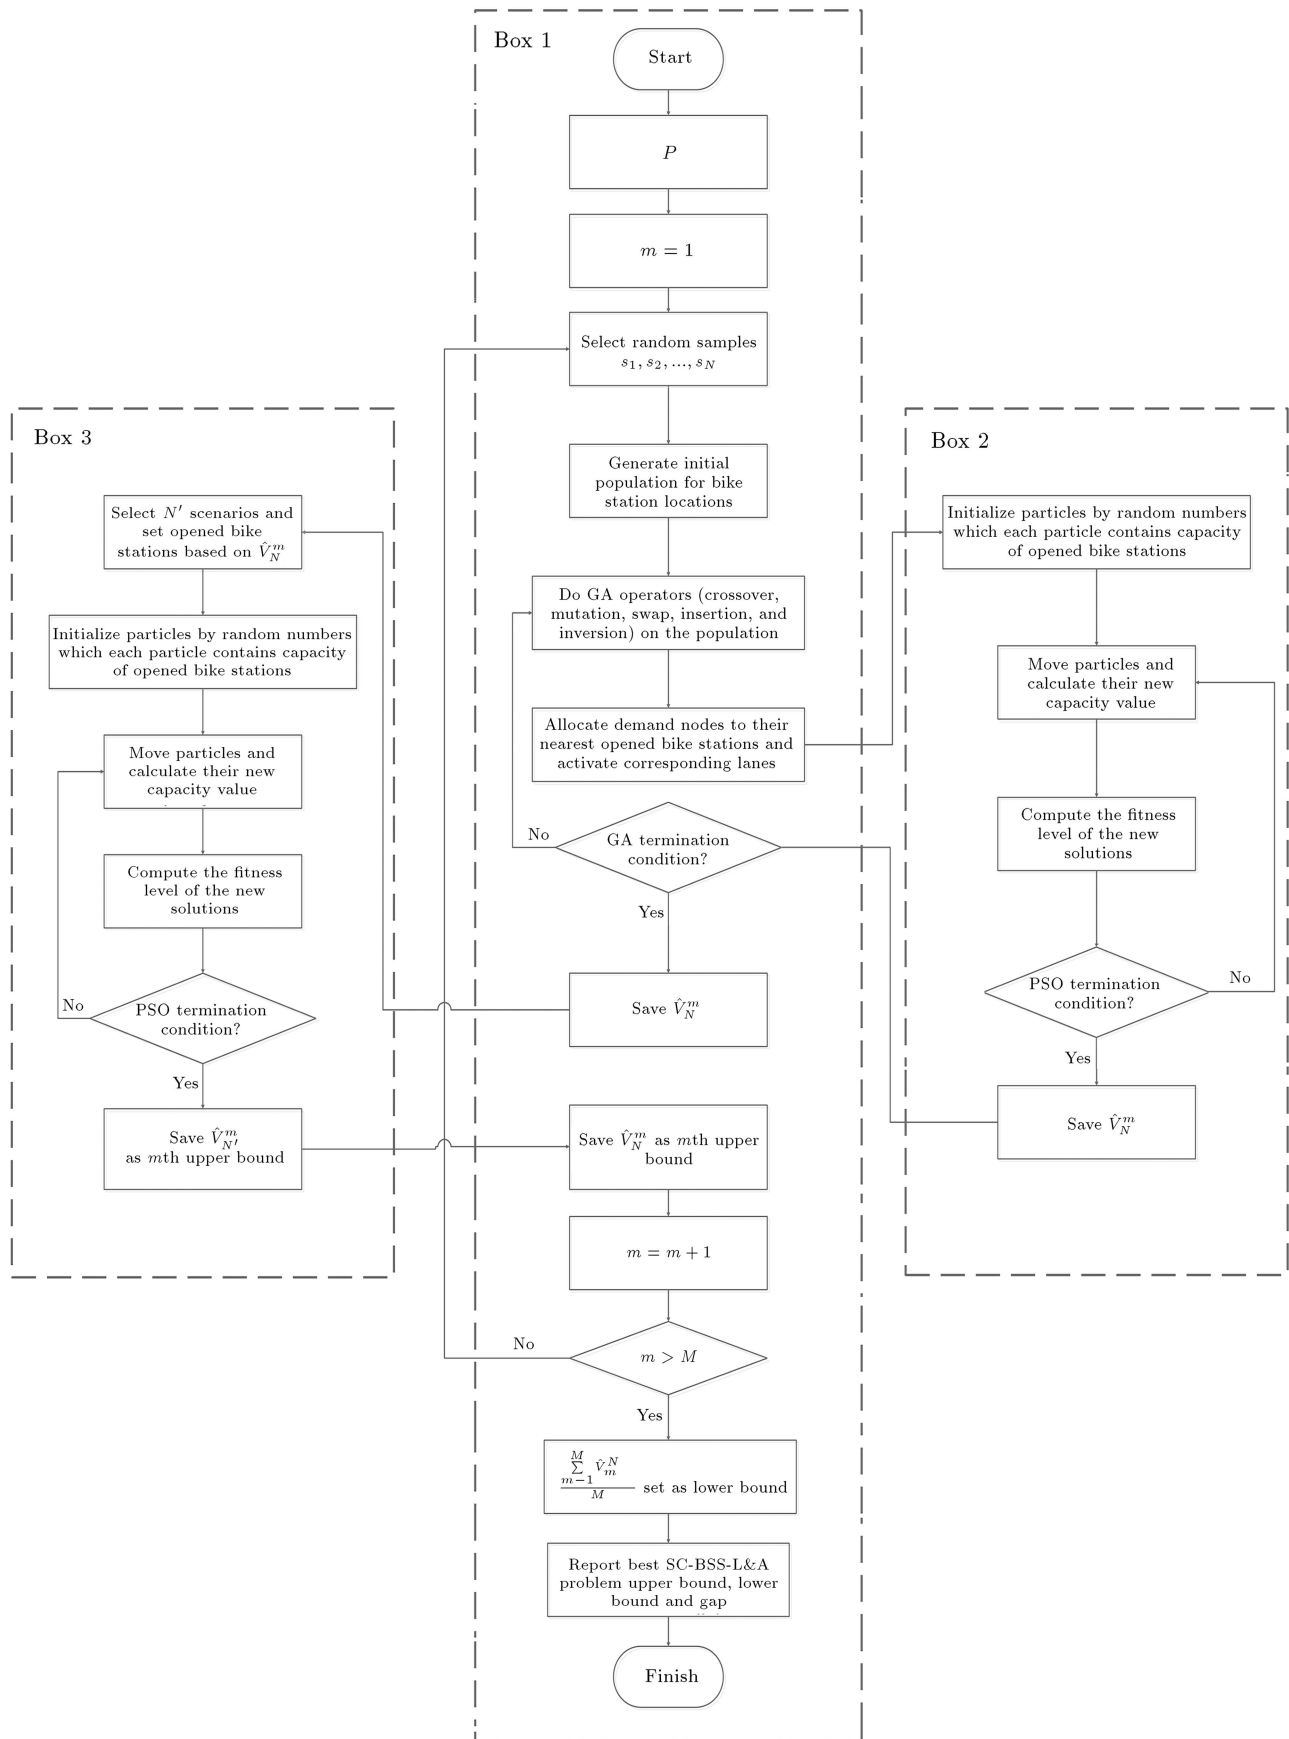 Box 1
Start
P
m = 1
Select random samples
s₁, s₂, ..., s_N
Generate initial
population for bike
station locations
Do GA operators (crossover,
mutation, swap, insertion, and
inversion) on the population
Allocate demand nodes to their
nearest opened bike stations and
activate corresponding lanes
No
GA termination
condition?
Yes
Save V̂_N^m
Save V̂_N^m as mth upper
bound
m = m + 1
No
m > M
Yes
M
∑ V̂_m^N
m−1
M
set as lower bound
Report best SC-BSS-L&A
problem upper bound, lower
bound and gap
Finish
Box 2
Initialize particles by random numbers
which each particle contains capacity
of opened bike stations
Move particles and
calculate their new
capacity value
Compute the fitness
level of the new
solutions
PSO termination
condition?
No
Yes
Save V̂_N^m
Box 3
Select N′ scenarios and
set opened bike
stations based on V̂_N^m
Initialize particles by random numbers
which each particle contains capacity
of opened bike stations
Move particles and
calculate their new
capacity value
Compute the fitness
level of the new
solutions
No
PSO termination
condition?
Yes
Save V̂_N′^m
as mth upper bound